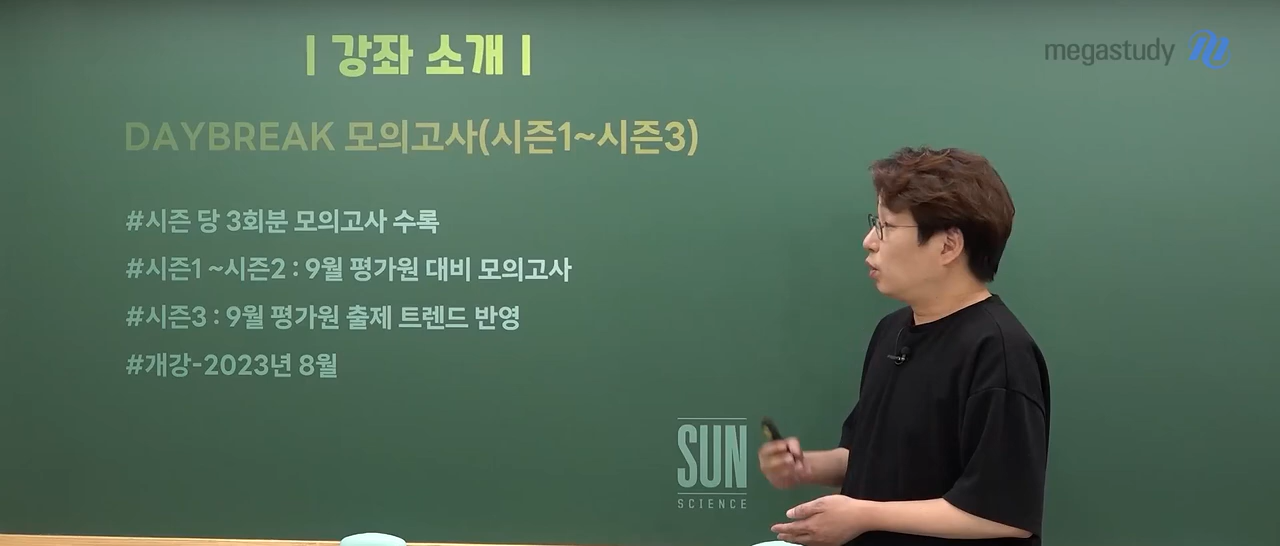 | 강좌 소개 |
megastudy
DAYBREAK 모의고사(시즌1~시즌3)
#시즌 당 3회분 모의고사 수록
#시즌1 ~시즌2 : 9월 평가원 대비 모의고사
#시즌3 : 9월 평가원 출제 트렌드 반영
#개강-2023년 8월
SUN
SCIENCE